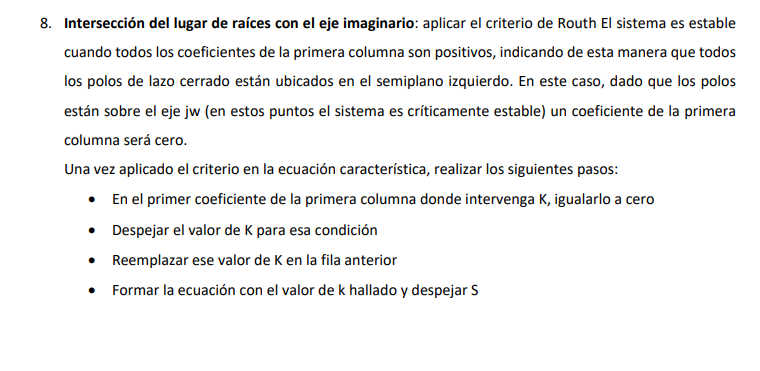 8. Intersección del lugar de raíces con el eje imaginario: aplicar el criterio de Routh El sistema es estable
cuando todos los coeficientes de la primera columna son positivos, indicando de esta manera que todos
los polos de lazo cerrado están ubicados en el semiplano izquierdo. En este caso, dado que los polos
están sobre el eje jw (en estos puntos el sistema es críticamente estable) un coeficiente de la primera
columna será cero.
Una vez aplicado el criterio en la ecuación característica, realizar los siguientes pasos:
• En el primer coeficiente de la primera columna donde intervenga K, igualarlo a cero
• Despejar el valor de K para esa condición
• Reemplazar ese valor de K en la fila anterior
• Formar la ecuación con el valor de k hallado y despejar S